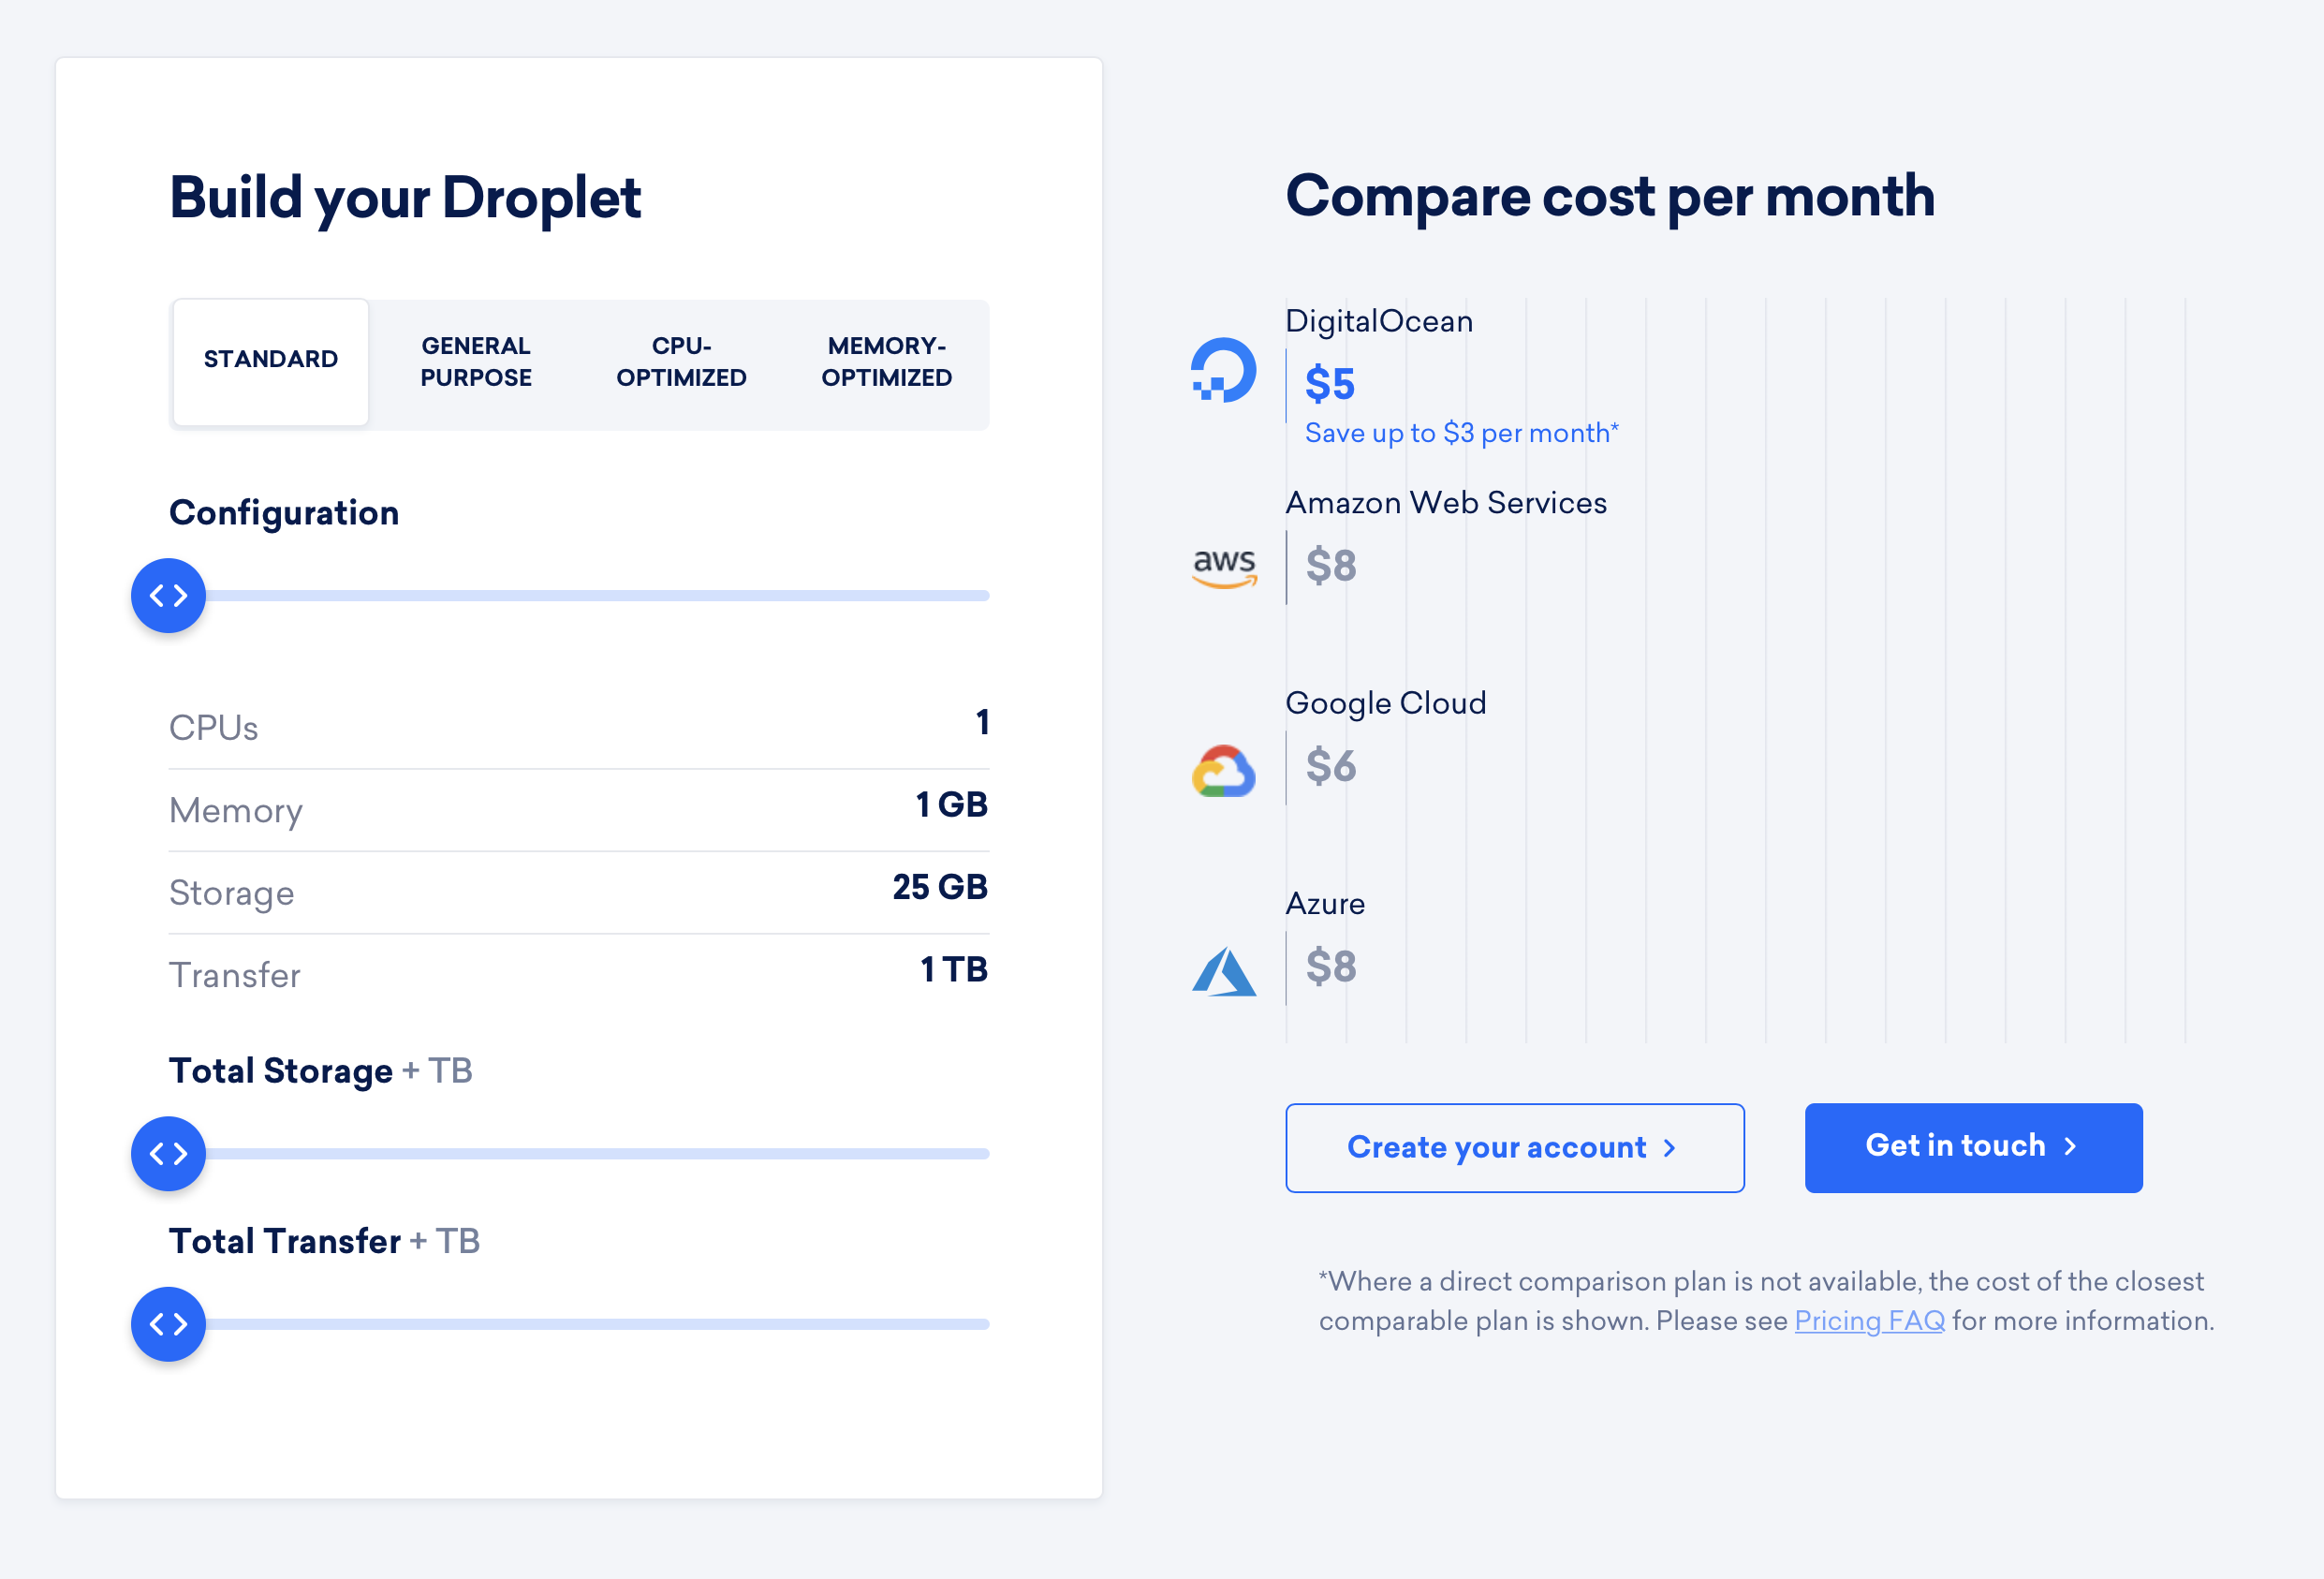 Build your Droplet
STANDARD
GENERAL
PURPOSE
CPU-
OPTIMIZED
MEMORY-
OPTIMIZED
Configuration
CPUs 1
Memory 1 GB
Storage 25 GB
Transfer 1 TB
Total Storage + TB
Total Transfer + TB
Compare cost per month
DigitalOcean
$5
Save up to $3 per month*
Amazon Web Services
aws
$8
Google Cloud
$6
Azure
$8
Create your account
Get in touch
*Where a direct comparison plan is not available, the cost of the closest
comparable plan is shown. Please see Pricing FAQ for more information.